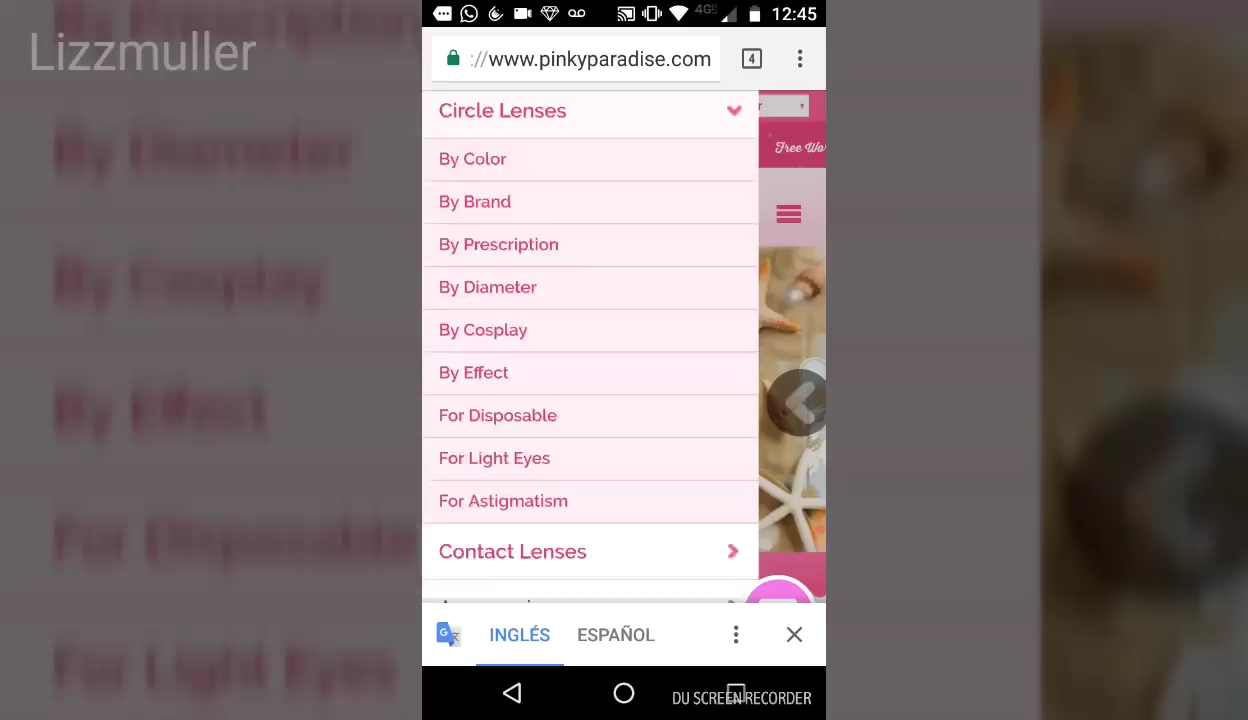 Lizzmuller
4G
12:45
://www.pinkyparadise.com
4
Circle Lenses
Free Wo
By Color
By Brand
By Prescription
By Diameter
By Cosplay
By Effect
For Disposable
For Light Eyes
For Astigmatism
Contact Lenses
INGLÉS ESPAÑOL
DU SCREEN RECORDER